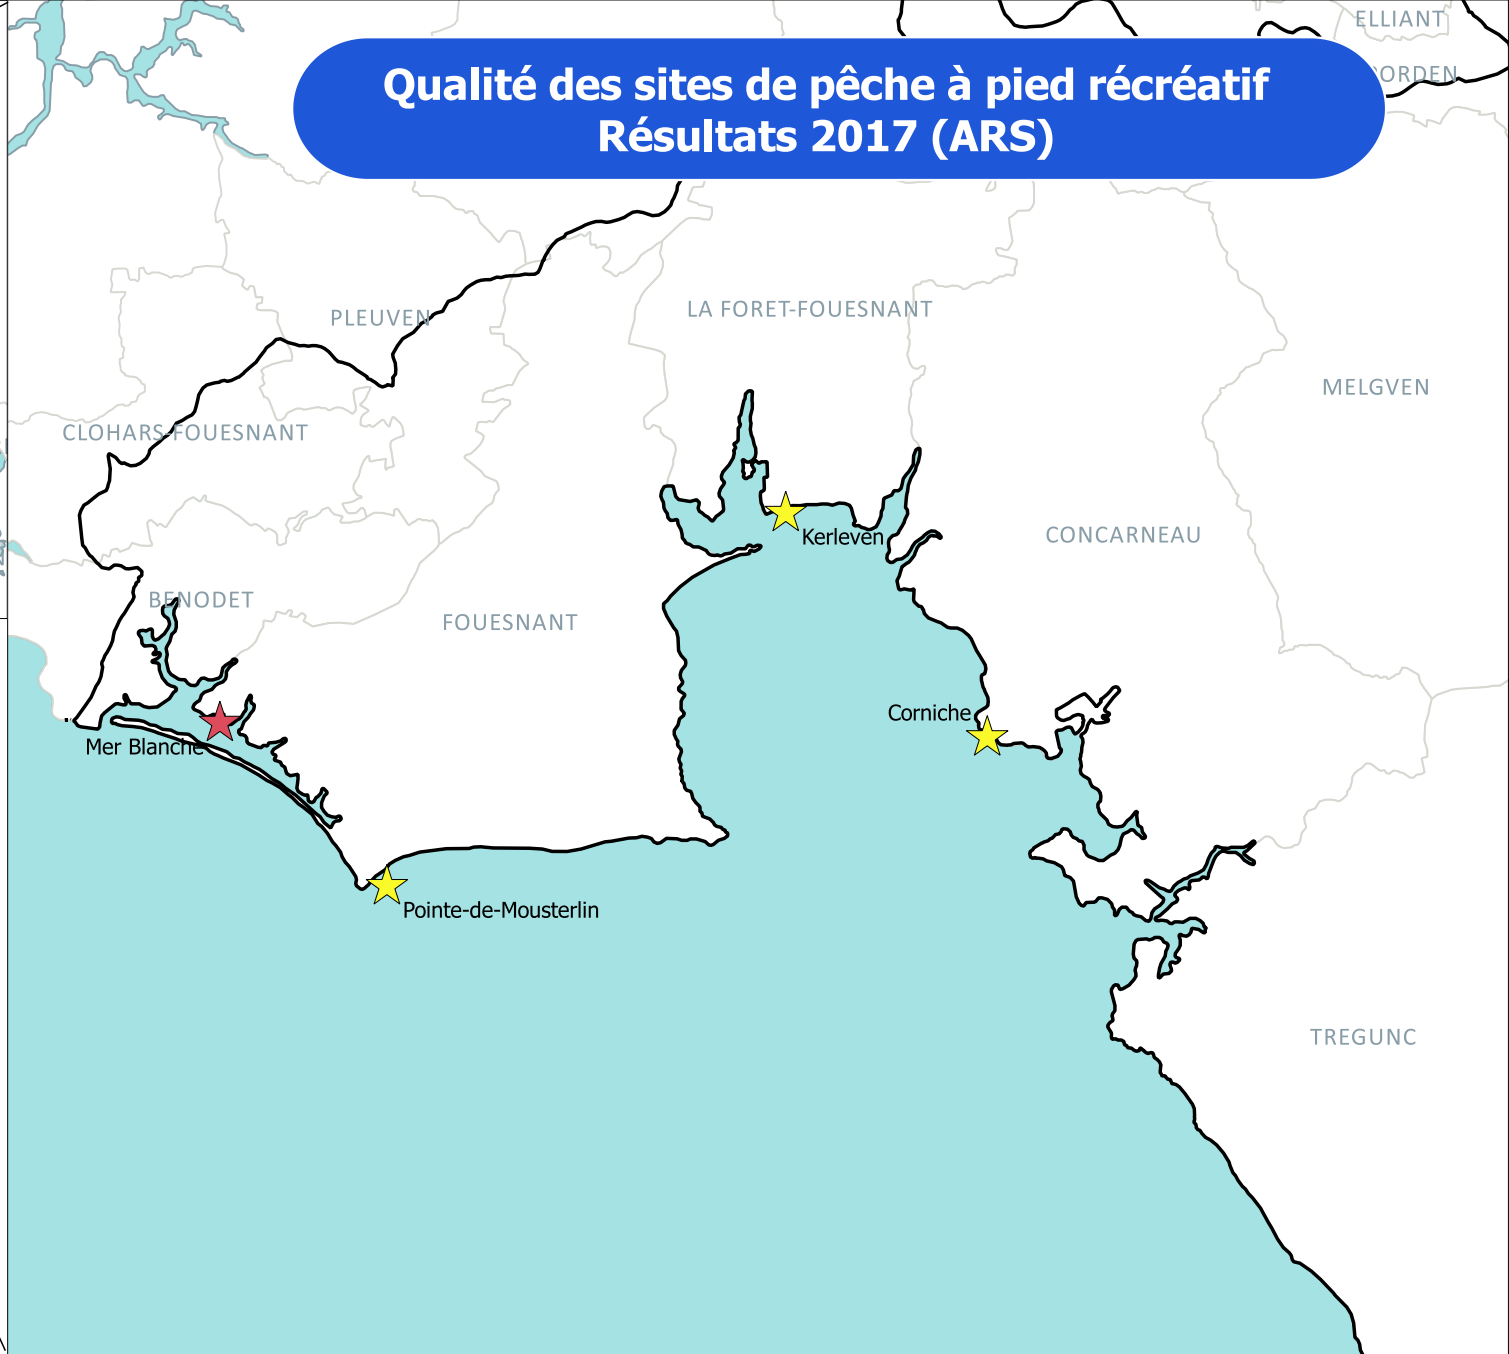 ELLIANT
Qualité des sites de pêche à pied récréatif
Résultats 2017 (ARS)
PLEUVEN
LA FORET-FOUESNANT
MELGVEN
CLOHARS-FOUESNANT
Kerleven
CONCARNEAU
BENODET
FOUESNANT
Corniche
Mer Blanche
Pointe-de-Mousterlin
TREGUNC